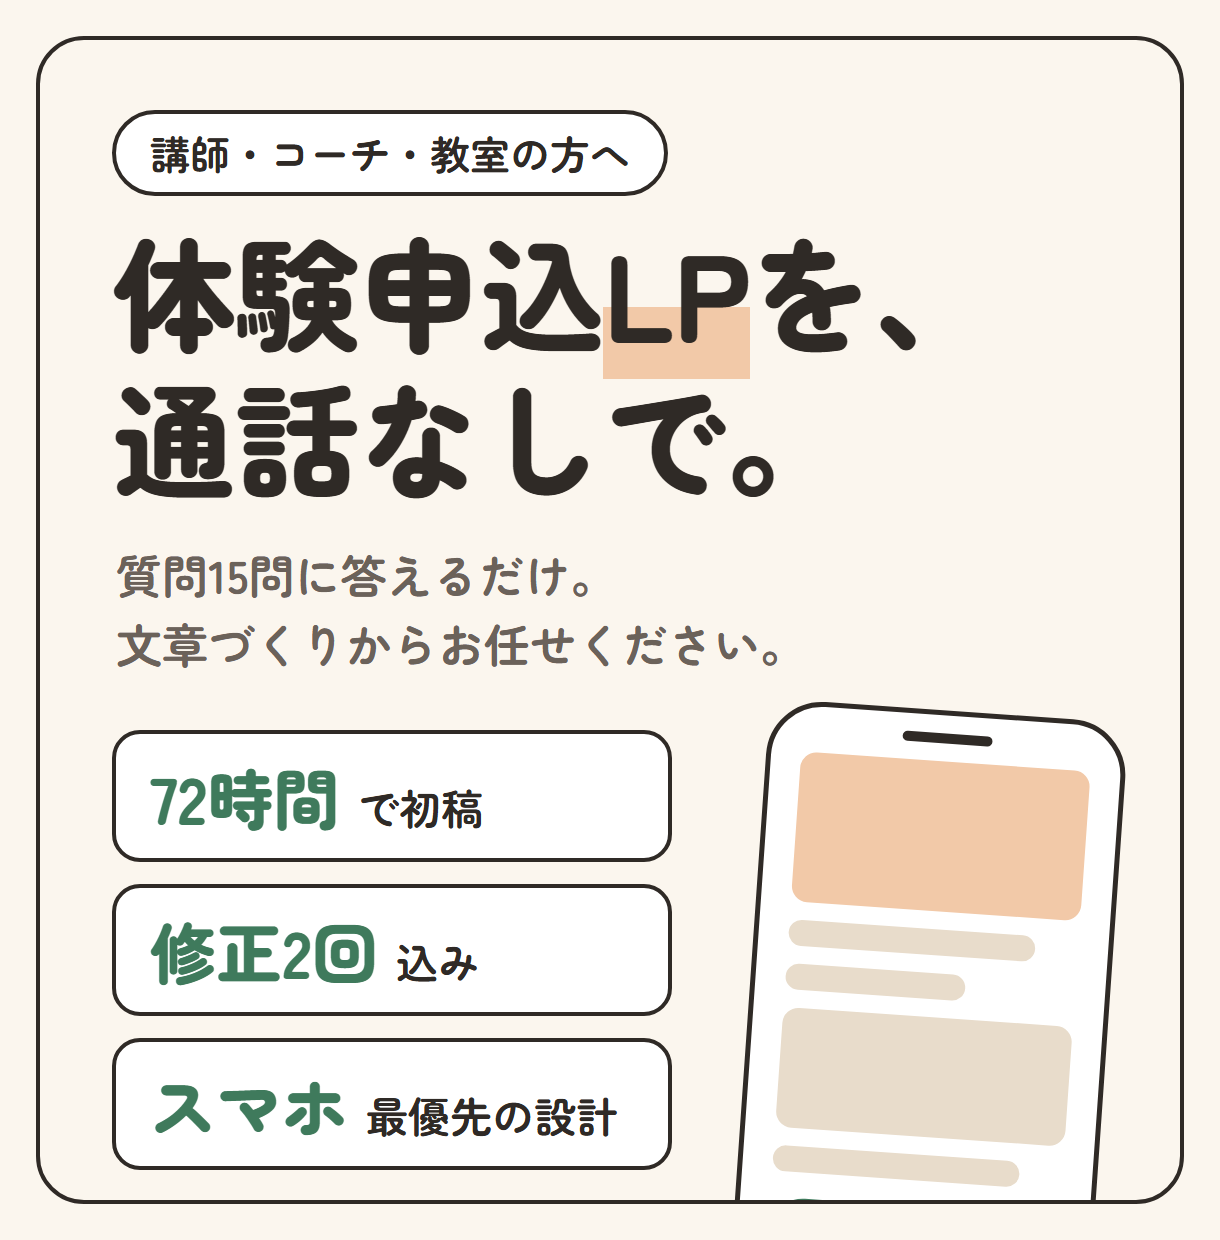 講師・コーチ・教室の方へ
体験申込LPを、
通話なしで。
質問15問に答えるだけ。
文章づくりからお任せください。
72時間 で初稿
修正2回 込み
スマホ 最優先の設計